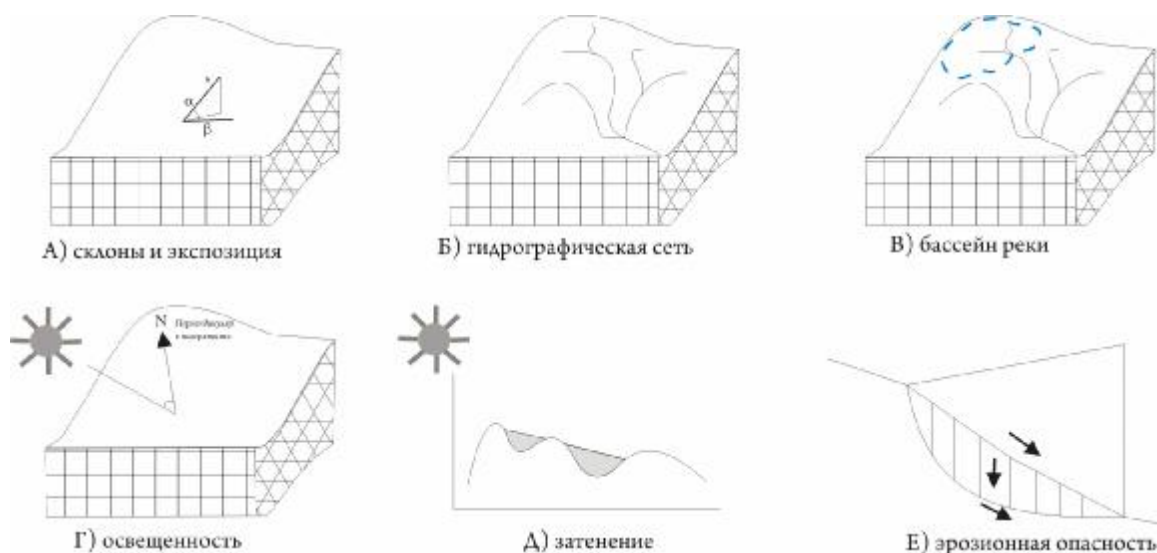 α
β
А) склоны и экспозиция
Б) гидрографическая сеть
В) бассейн реки
N
Г) освещенность
Д) затенение
Е) эрозионная опасность